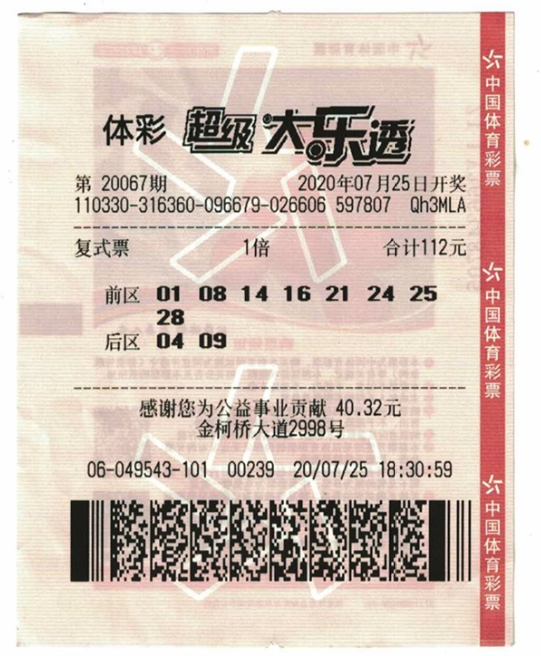 体彩 超级大乐透
第 20067期 2020年07月25日开奖
110330-316360-096679-026606 597807 Qh3MLA
复式票 1倍 合计112元
前区 01 08 14 16 21 24 25
28
后区 04 09
感谢您为公益事业贡献 40.32元
金柯桥大道2998号
06-049543-101 00239 20/07/25 18:30:59
中国体育彩票
中国体育彩票
中国体育彩票